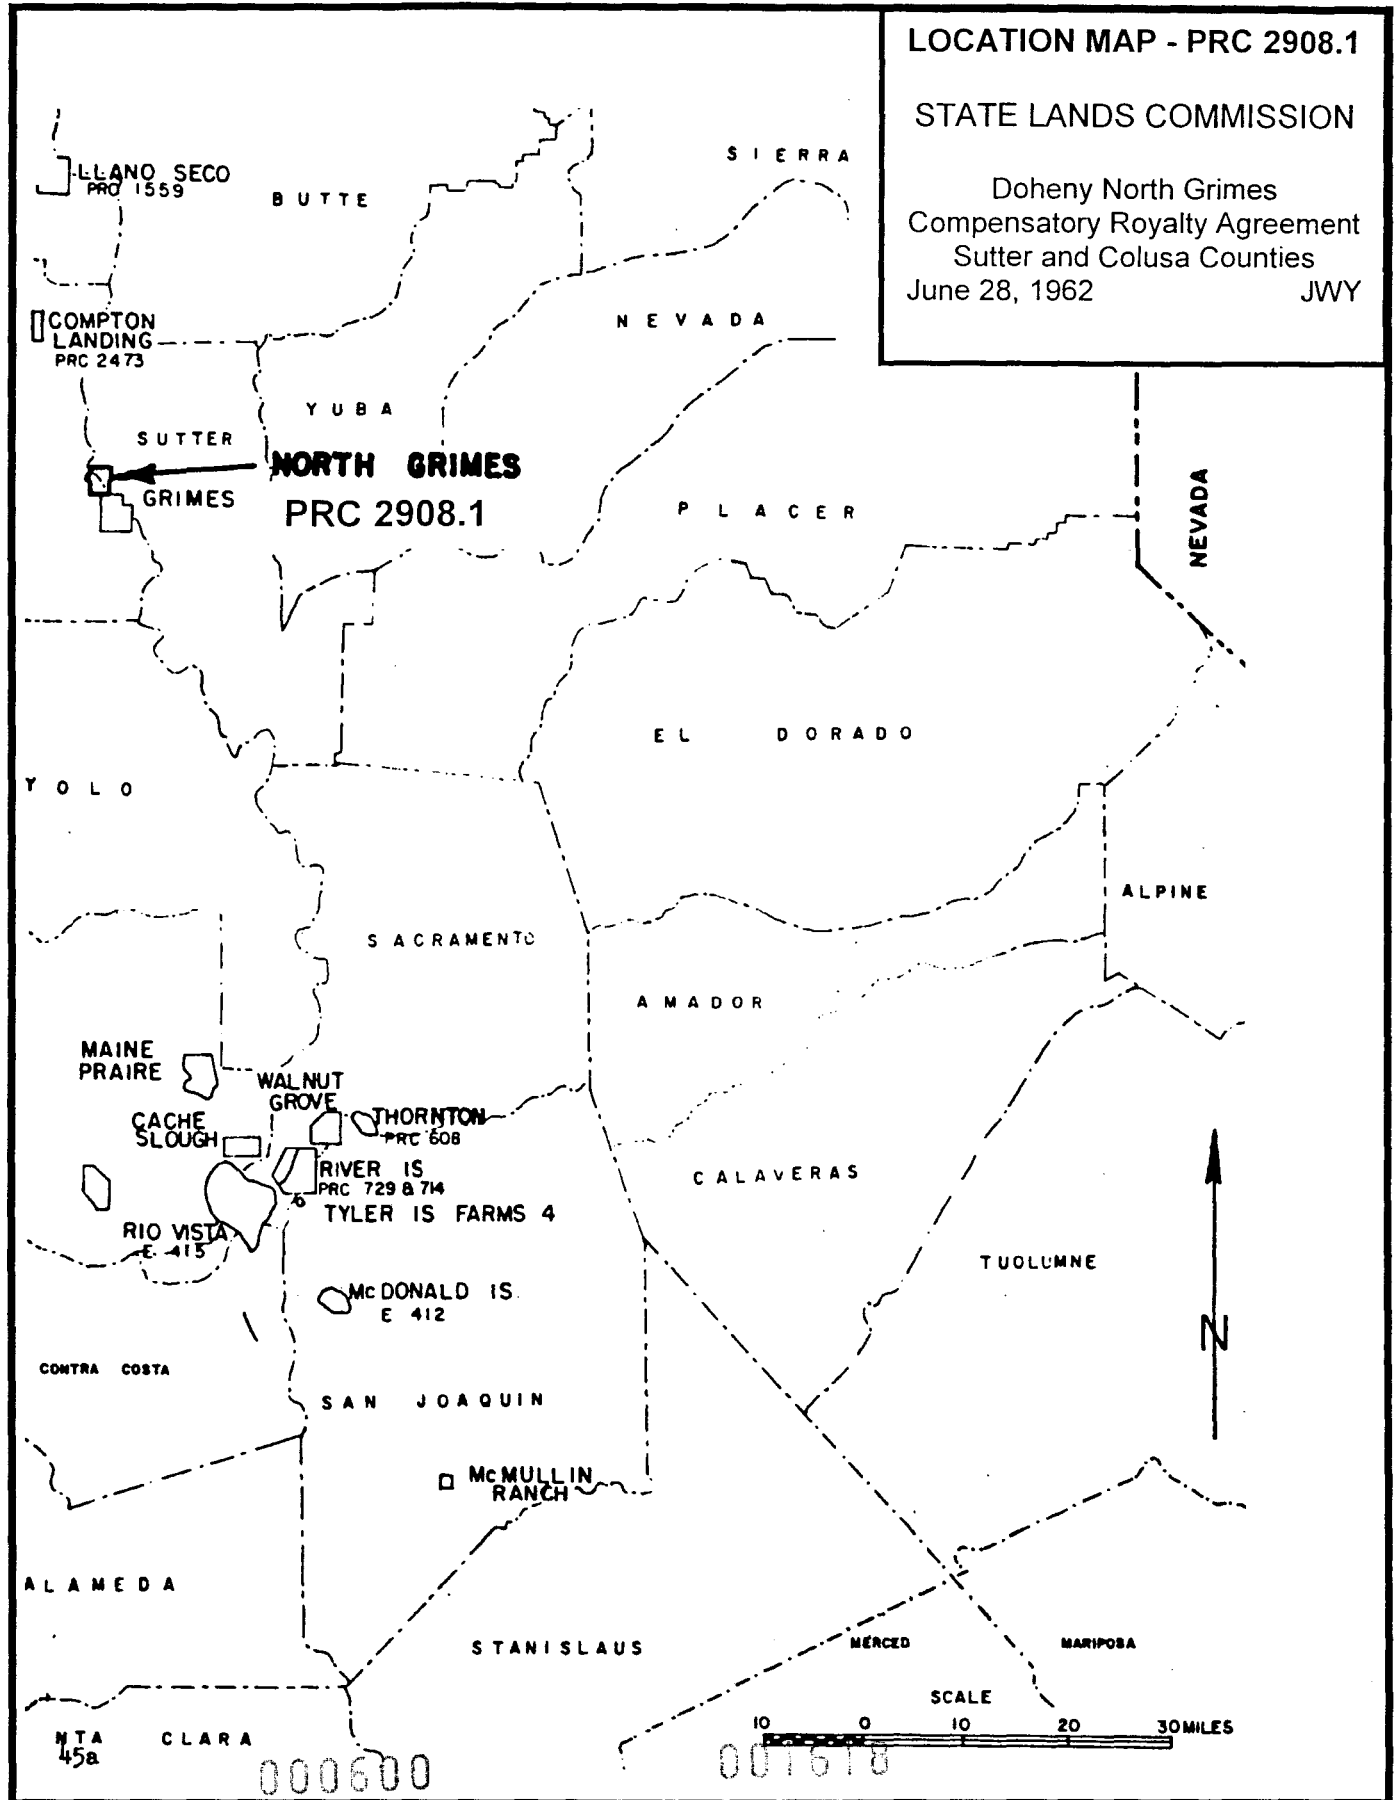 LOCATION MAP - PRC 2908.1
STATE LANDS COMMISSION
Doheny North Grimes
Compensatory Royalty Agreement
Sutter and Colusa Counties
June 28, 1962 JWY
SIERRA
LLANO SECO
PRC 1559
BUTTE
COMPTON
LANDING
PRC 2473
NEVADA
YUBA
SUTTER
NORTH GRIMES
GRIMES
PRC 2908.1
PLACER
NEVADA
EL DORADO
YOLO
ALPINE
SACRAMENTO
AMADOR
MAINE
PRAIRE
WALNUT
GROVE
CACHE
SLOUGH
THORNTON
PRC 608
RIVER IS
PRC 729 & 714
TYLER IS FARMS 4
CALAVERAS
RIO VISTA
E 415
TUOLUMNE
McDONALD IS.
E 412
N
CONTRA COSTA
SAN JOAQUIN
McMULLIN
RANCH
ALAMEDA
STANISLAUS
MERCED
MARIPOSA
SCALE
10 0 10 20 30 MILES
NTA CLARA
45a
000600
001618